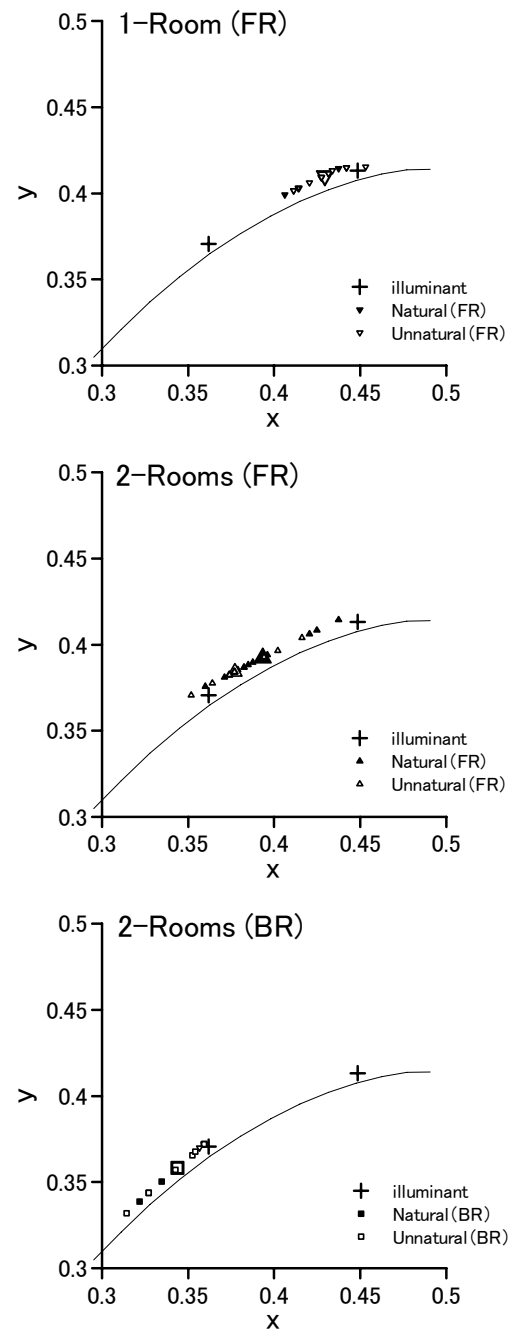 1-Room (FR)
0.5
0.45
0.4
0.35
0.3
y
illuminant
Natural(FR)
Unnatural(FR)
0.3 0.35 0.4 0.45 0.5
x
2-Rooms (FR)
0.5
0.45
0.4
0.35
0.3
y
illuminant
Natural(FR)
Unnatural(FR)
0.3 0.35 0.4 0.45 0.5
x
2-Rooms (BR)
0.5
0.45
0.4
0.35
0.3
y
illuminant
Natural(BR)
Unnatural(BR)
0.3 0.35 0.4 0.45 0.5
x